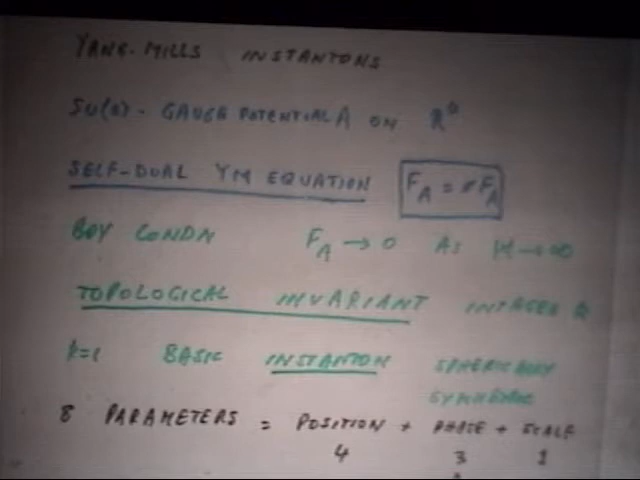 YANG-MILLS INSTANTONS
SU(2) - GAUGE POTENTIAL A ON R⁴
SELF-DUAL YM EQUATION F_A = *F_A
BDY CONDN F_A → 0 AS |x| → ∞
TOPOLOGICAL INVARIANT INTEGER k
k=1 BASIC INSTANTON SPHERICALLY
SYMMETRIC
8 PARAMETERS = POSITION + PHASE + SCALE
4 3 1